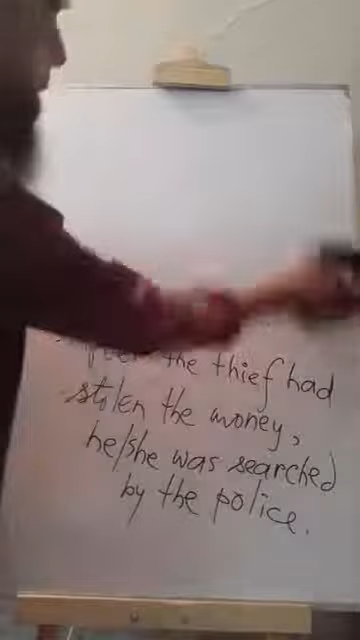 the thief had
stolen the money,
he/she was searched
by the police.